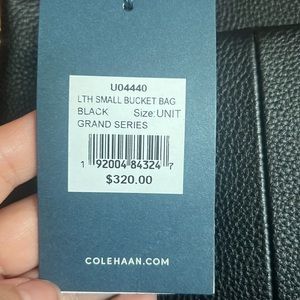 U04440
LTH SMALL BUCKET BAG
BLACK Size: UNIT
GRAND SERIES
1 92004 84324 7
$320.00
COLEHAAN.COM